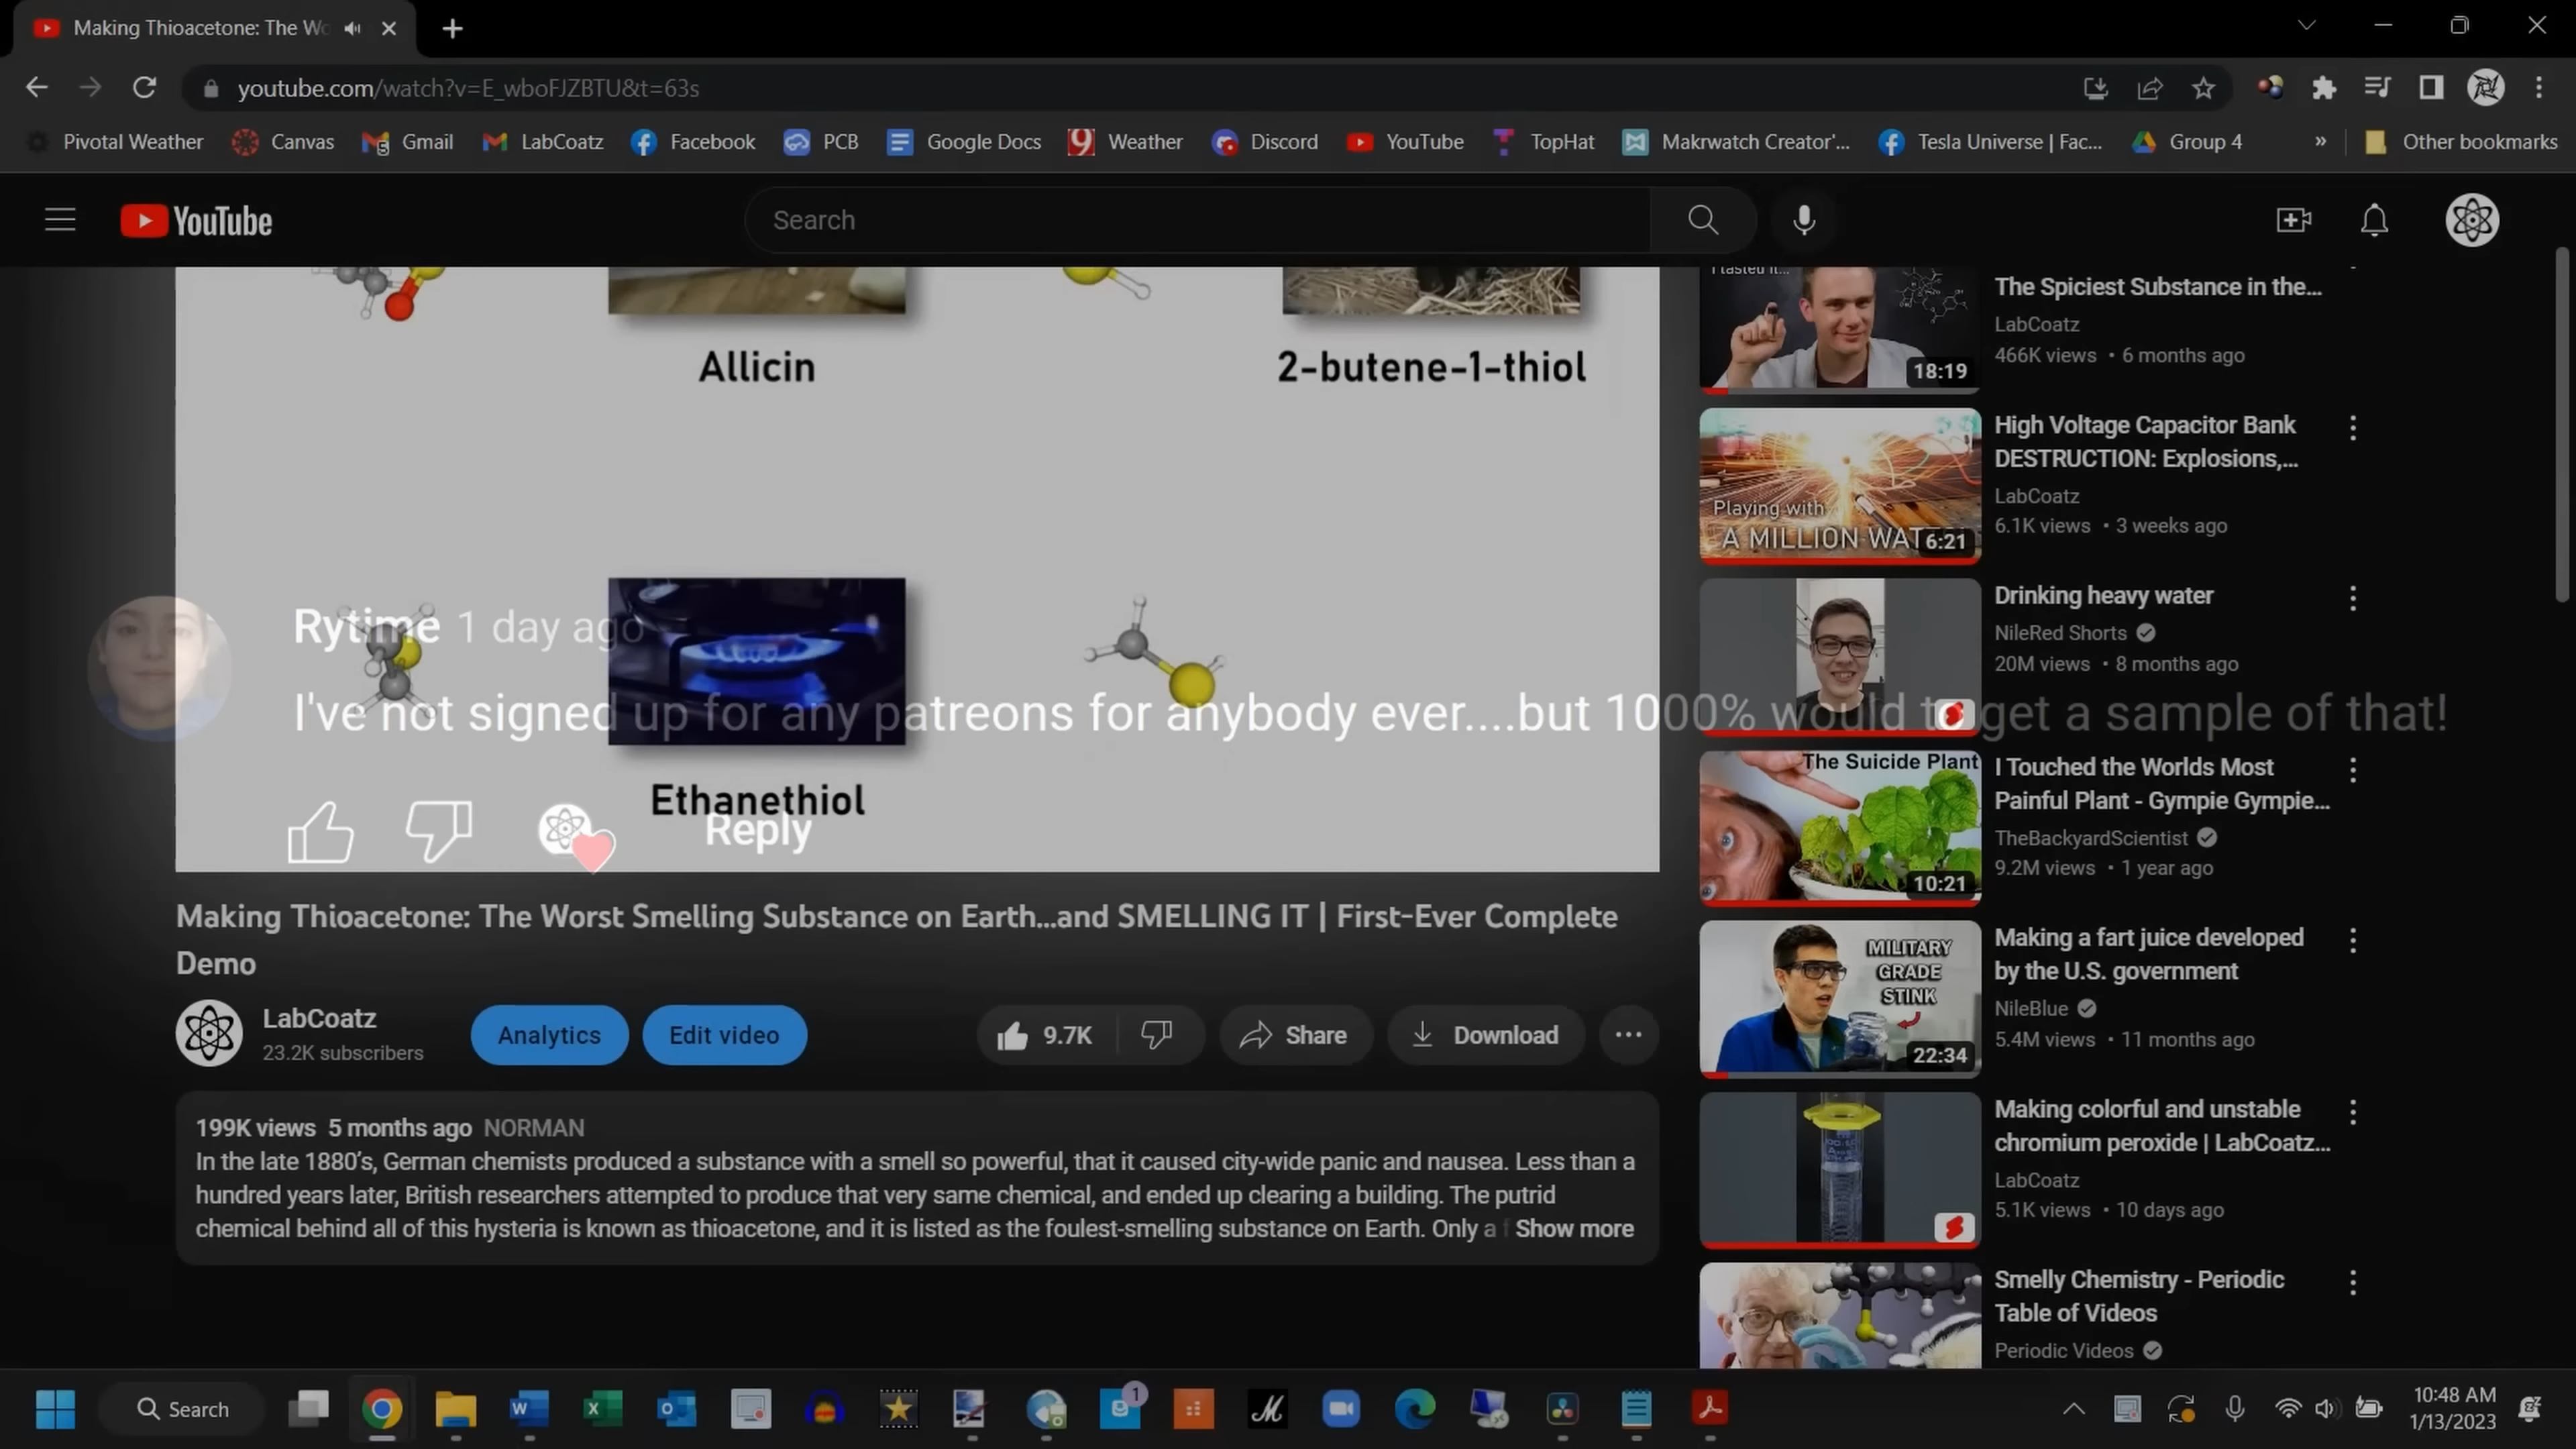 Making Thioacetone: The Wo
youtube.com/watch?v=E_wboFJZBTU&t=63s
Pivotal Weather
Canvas
Gmail
LabCoatz
Facebook
PCB
Google Docs
Weather
Discord
YouTube
TopHat
Makrwatch Creator'...
Tesla Universe | Fac...
Group 4
»
Other bookmarks
YouTube
Search
Allicin
2-butene-1-thiol
Rytime 1 day ago
I've not signed up for any patreons for anybody ever....but 1000% would to get a sample of that!
Ethanethiol
Reply
Making Thioacetone: The Worst Smelling Substance on Earth...and SMELLING IT | First-Ever Complete
Demo
LabCoatz
23.2K subscribers
Analytics
Edit video
9.7K
Share
Download
199K views 5 months ago NORMAN
In the late 1880's, German chemists produced a substance with a smell so powerful, that it caused city-wide panic and nausea. Less than a
hundred years later, British researchers attempted to produce that very same chemical, and ended up clearing a building. The putrid
chemical behind all of this hysteria is known as thioacetone, and it is listed as the foulest-smelling substance on Earth. Only a Show more
I tasted it...
18:19
The Spiciest Substance in the...
LabCoatz
466K views • 6 months ago
Playing with
A MILLION WAT
6:21
High Voltage Capacitor Bank
DESTRUCTION: Explosions,...
LabCoatz
6.1K views • 3 weeks ago
Drinking heavy water
NileRed Shorts
20M views • 8 months ago
The Suicide Plant
10:21
I Touched the Worlds Most
Painful Plant - Gympie Gympie...
TheBackyardScientist
9.2M views • 1 year ago
MILITARY
GRADE
STINK
22:34
Making a fart juice developed
by the U.S. government
NileBlue
5.4M views • 11 months ago
Making colorful and unstable
chromium peroxide | LabCoatz...
LabCoatz
5.1K views • 10 days ago
Smelly Chemistry - Periodic
Table of Videos
Periodic Videos
Search
1
10:48 AM
1/13/2023